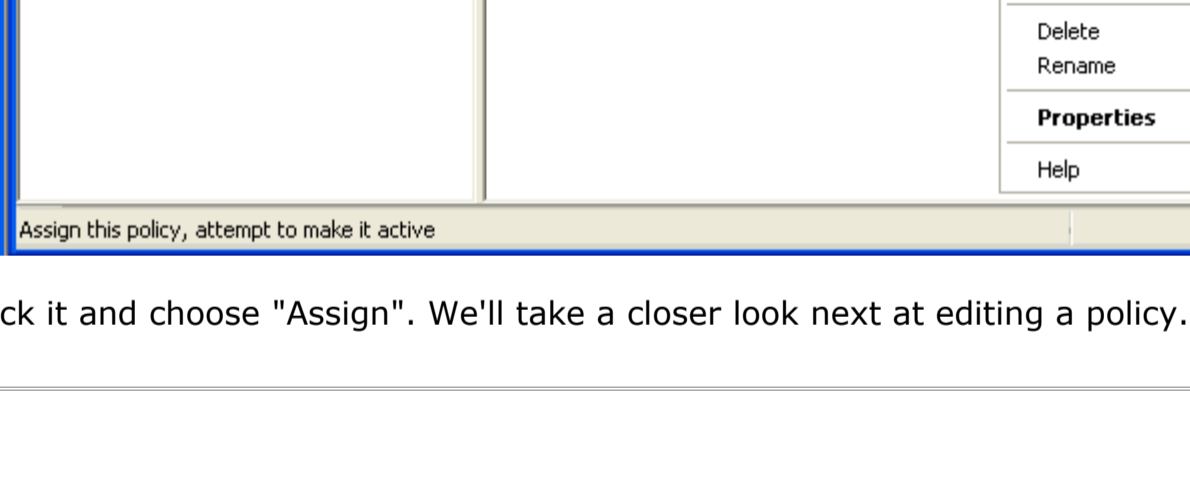 Delete
Rename
Properties
Help
Assign this policy, attempt to make it active
ck it and choose "Assign". We'll take a closer look next at editing a policy.